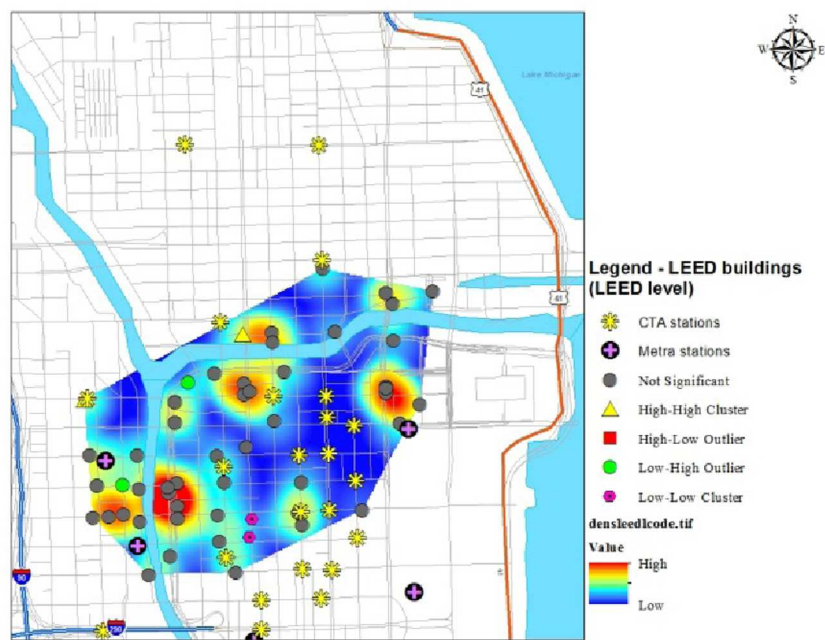 N
W E
S
Lake Michigan
41
41
Legend - LEED buildings
(LEED level)
CTA stations
Metra stations
Not Significant
High-High Cluster
High-Low Outlier
Low-High Outlier
Low-Low Cluster
densleedlcode.tif
Value
High
Low
90
290